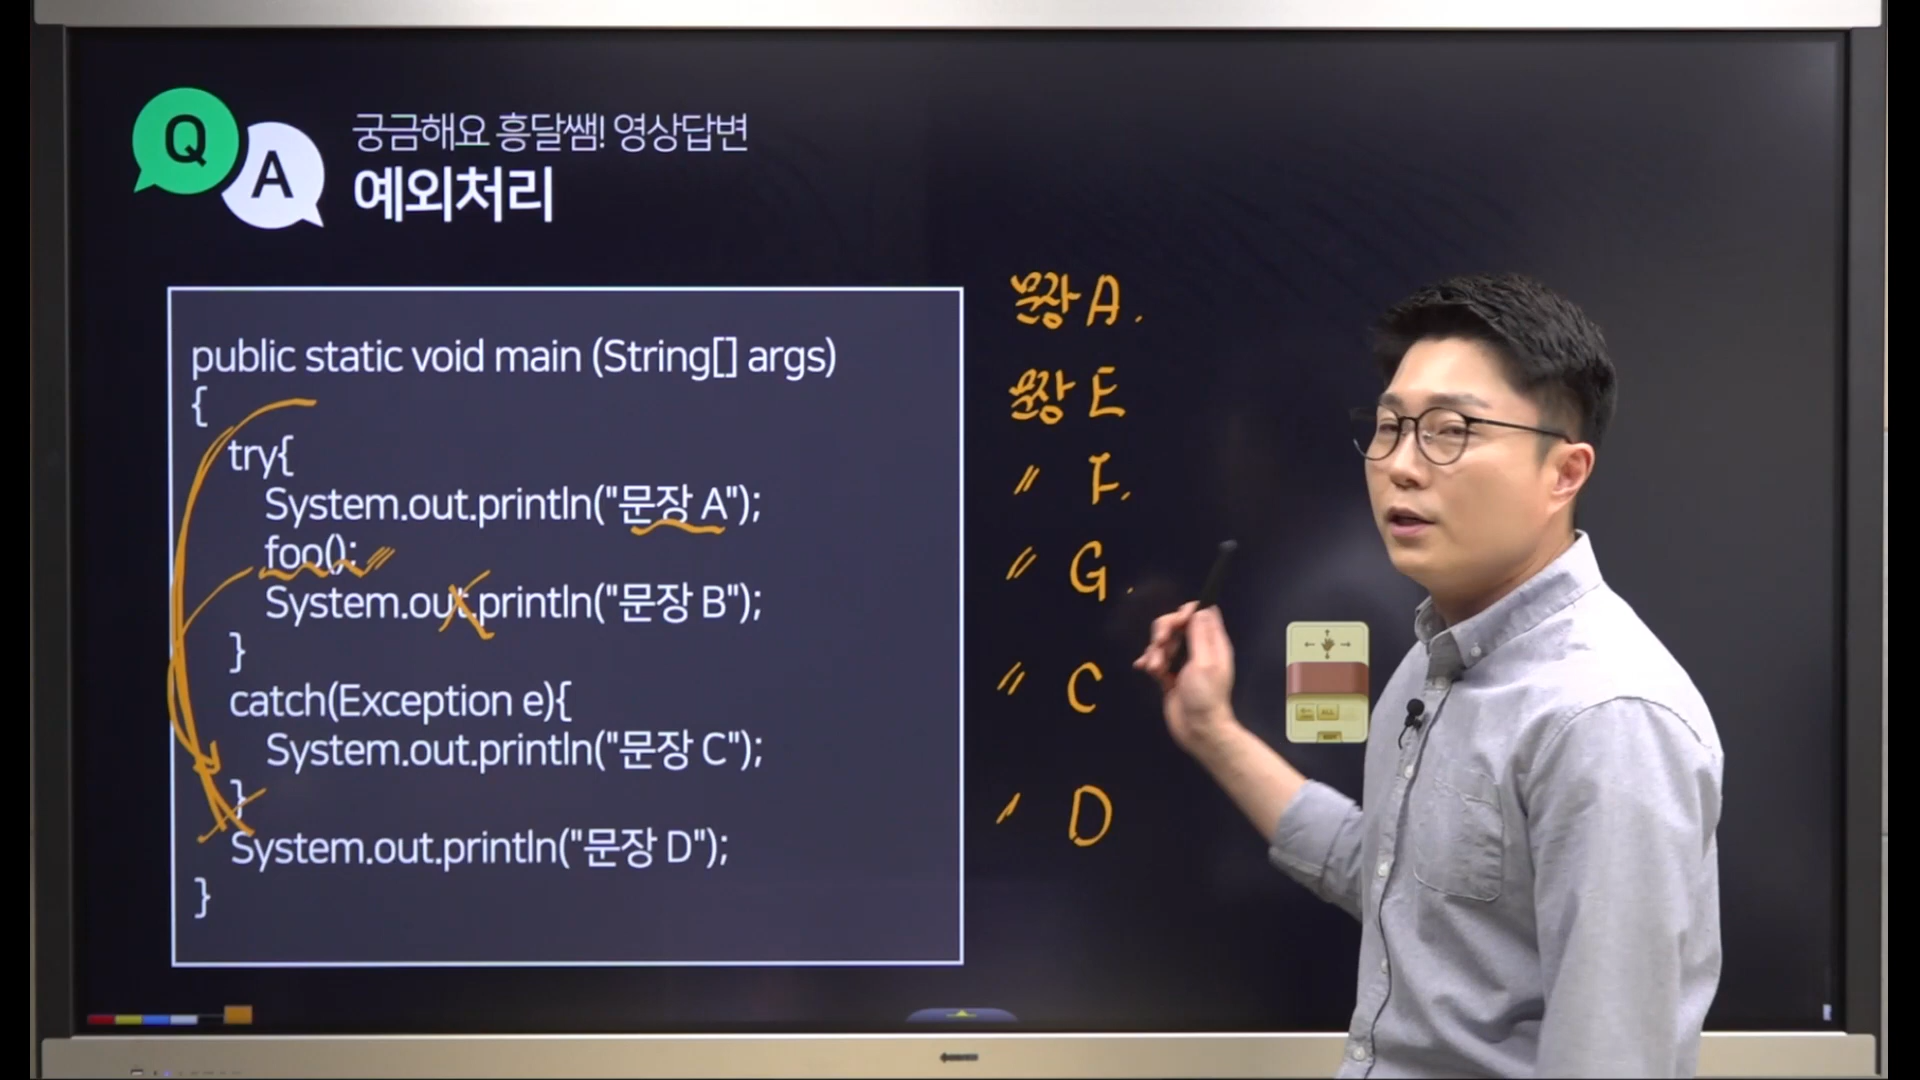 Q
A
궁금해요 흥달쌤! 영상답변
예외처리
public static void main (String[] args)
{
try{
System.out.println("문장 A");
foo();
System.out.println("문장 B");
}
catch(Exception e){
System.out.println("문장 C");
}
System.out.println("문장 D");
}
문장 A.
문장 E
〃 F.
〃 G.
〃 C
〃 D